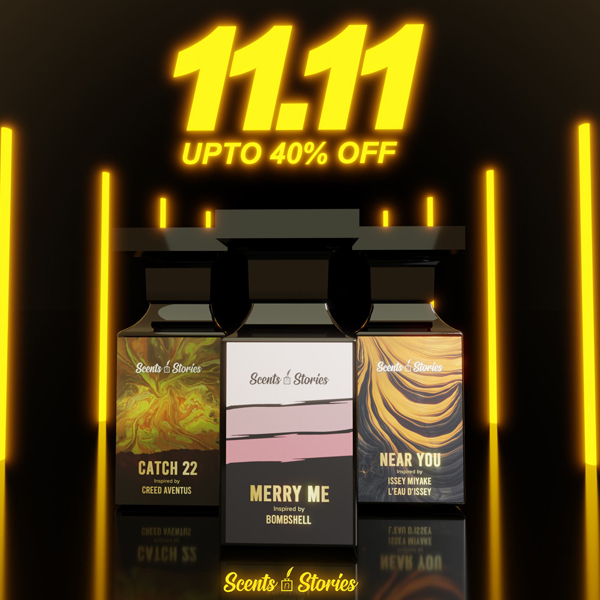 11.11
UPTO 40% OFF
Scents n Stories
CATCH 22
Inspired by
CREED AVENTUS
Scents n Stories
MERRY ME
Inspired by
BOMBSHELL
Scents n Stories
NEAR YOU
Inspired by
ISSEY MIYAKE
L'EAU D'ISSEY
Scents n Stories